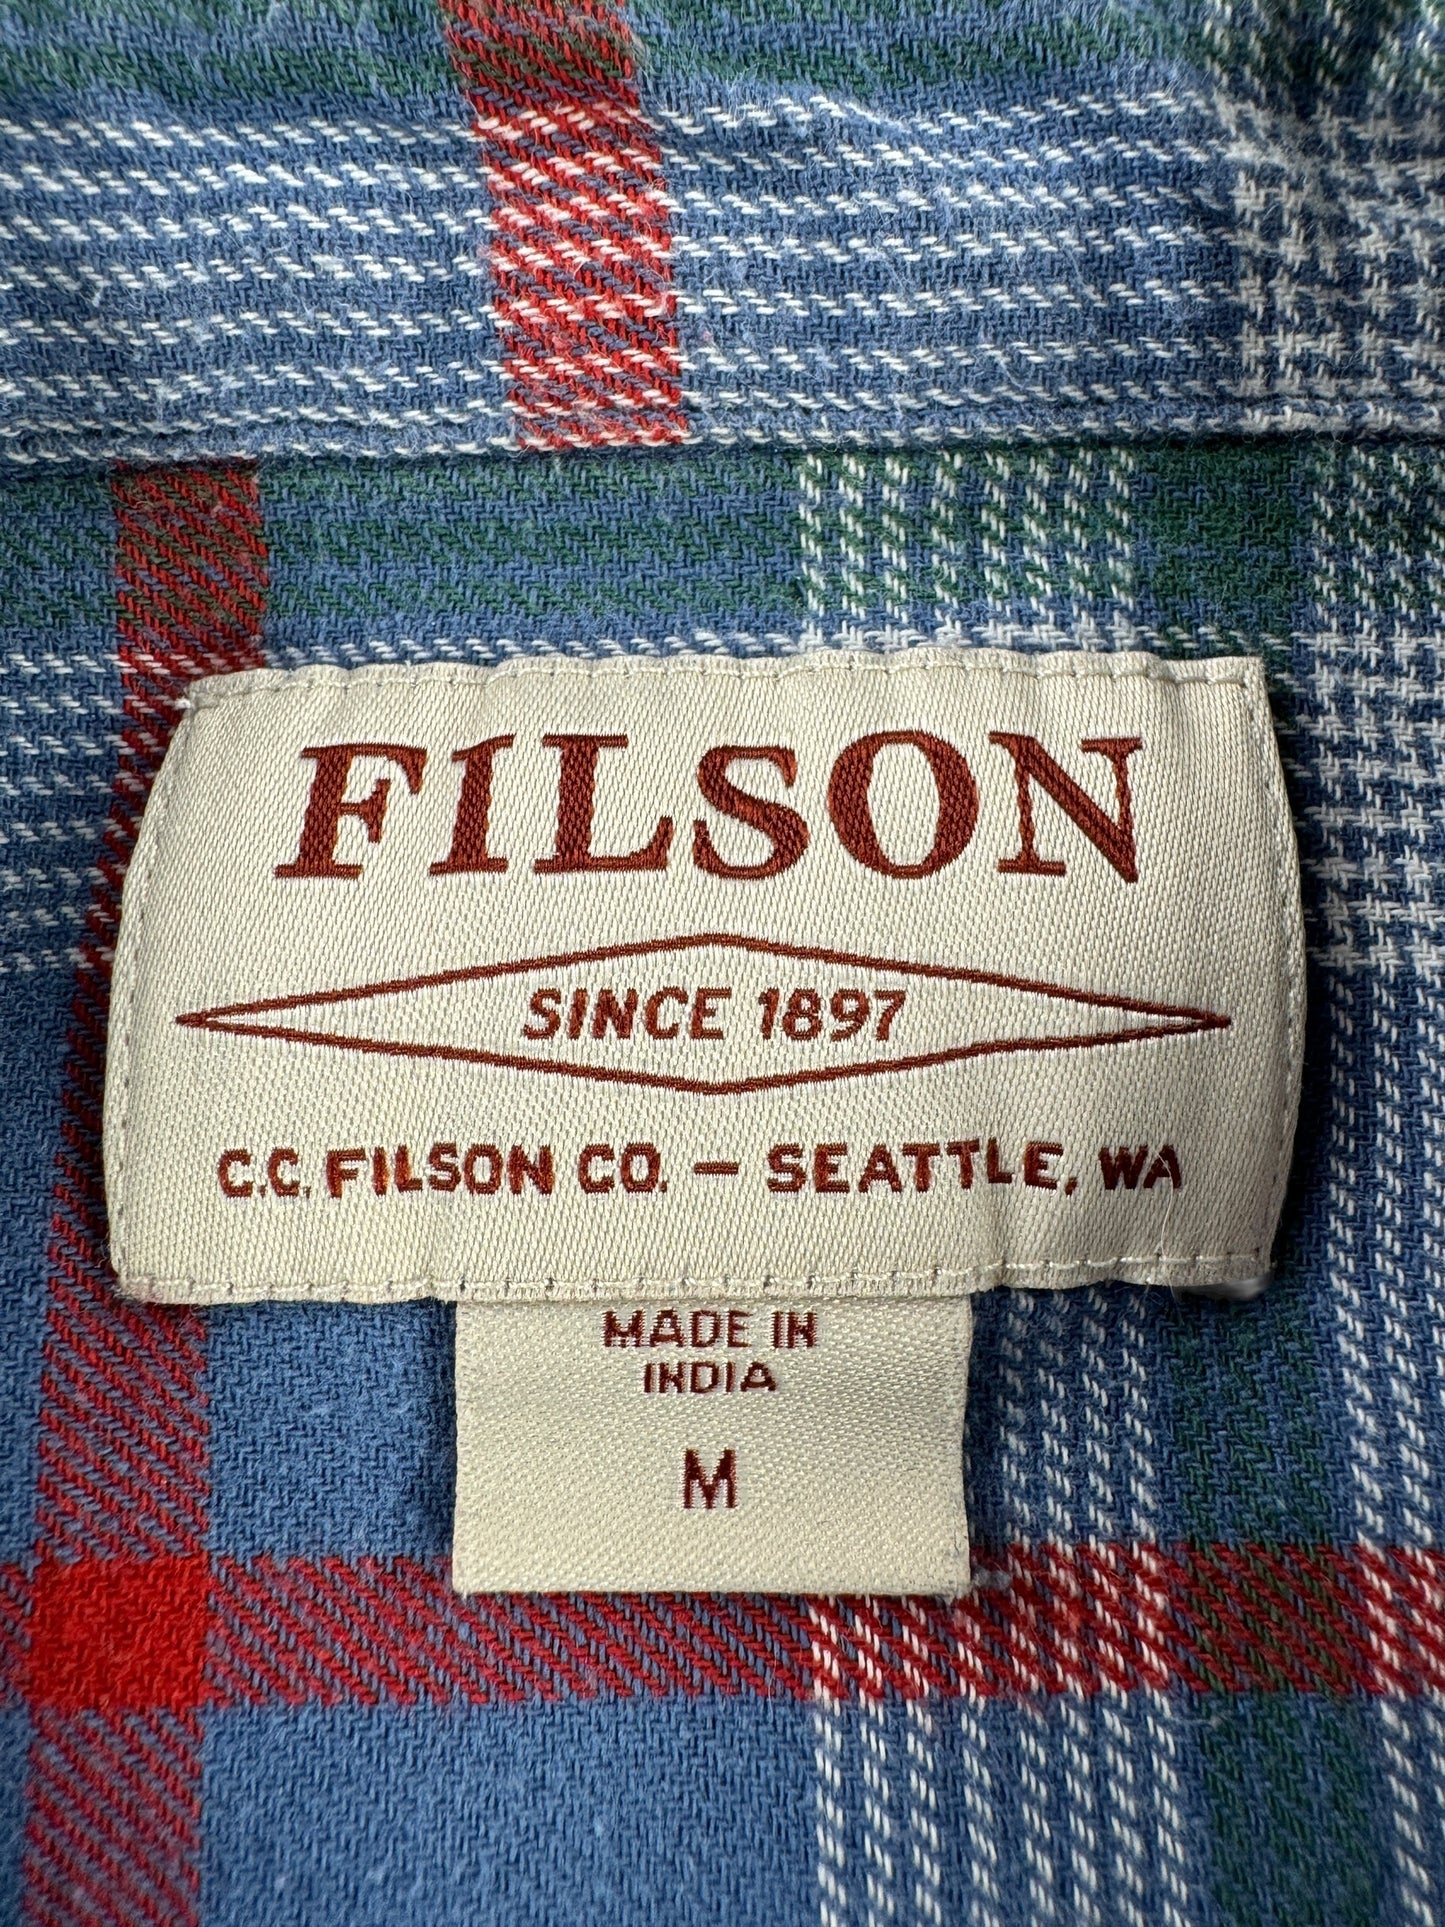 FILSON
SINCE 1897
C.C. FILSON CO. — SEATTLE, WA
MADE IN
INDIA
M